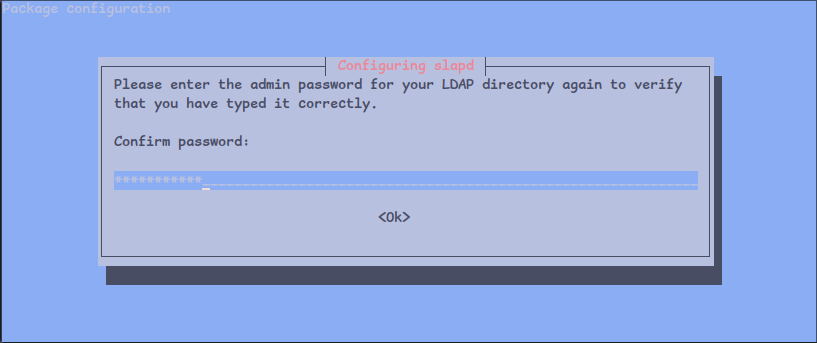 Package configuration
Configuring slapd
Please enter the admin password for your LDAP directory again to verify
that you have typed it correctly.
Confirm password:
***********
<Ok>